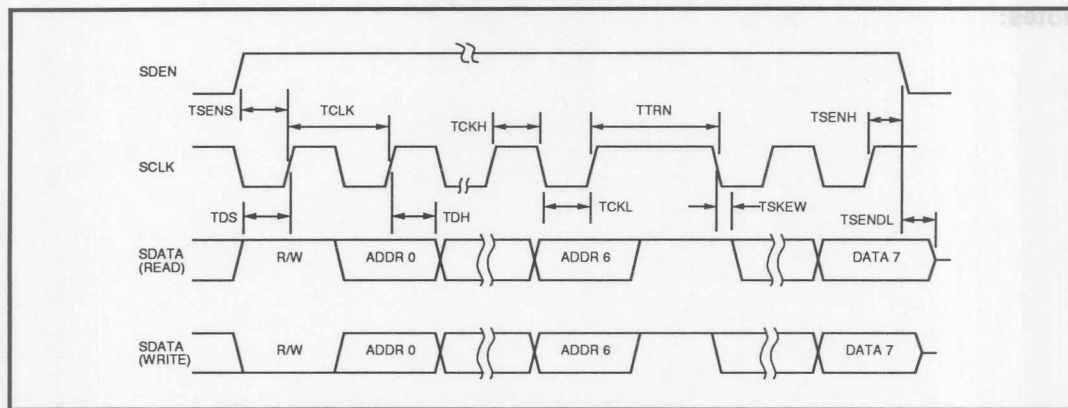 notes:
SDEN
TSENS
TCLK
TCKH
TTRN
TSENH
SCLK
TDS
TDH
TCKL
TSKEW
TSENDL
SDATA
(READ)
R/W
ADDR 0
ADDR 6
DATA 7
SDATA
(WRITE)
R/W
ADDR 0
ADDR 6
DATA 7